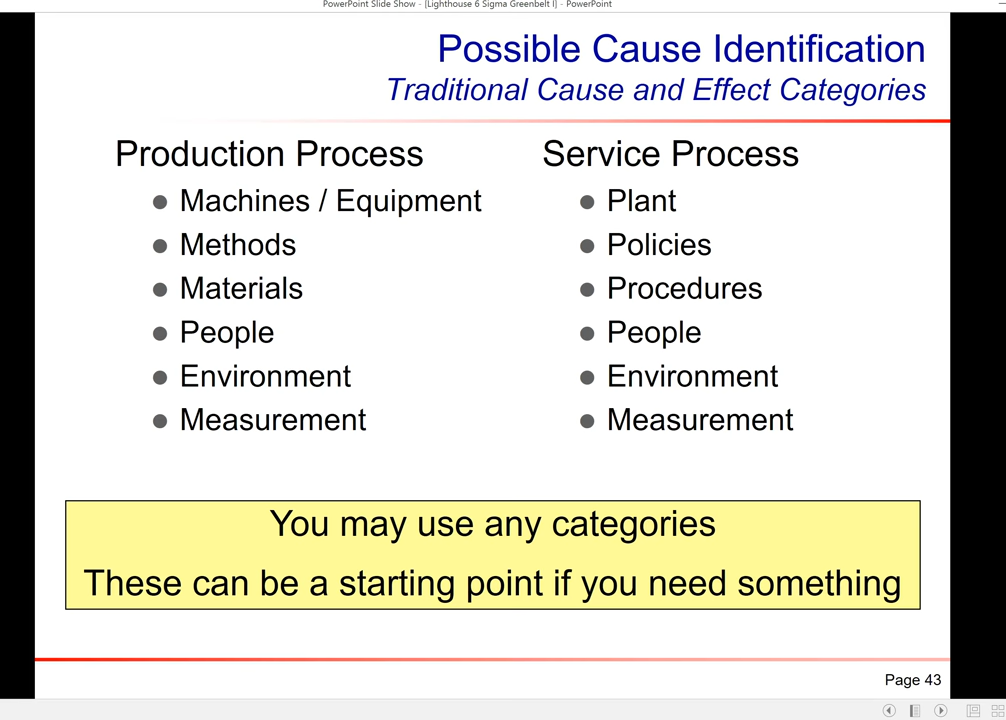 PowerPoint Slide Show - [Lighthouse 6 Sigma Greenbelt I] - PowerPoint
Possible Cause Identification
Traditional Cause and Effect Categories
Production Process
Machines / Equipment
Methods
Materials
People
Environment
Measurement
Service Process
Plant
Policies
Procedures
People
Environment
Measurement
You may use any categories
These can be a starting point if you need something
Page 43